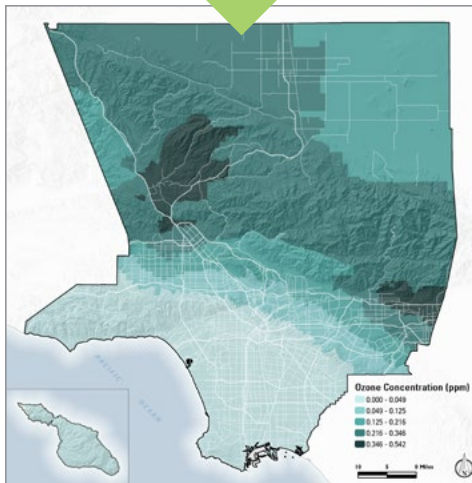 PACIFIC
OCEAN
Ozone Concentration (ppm)
0.000 - 0.049
0.049 - 0.125
0.125 - 0.216
0.216 - 0.346
0.346 - 0.542
10 5 0 Miles